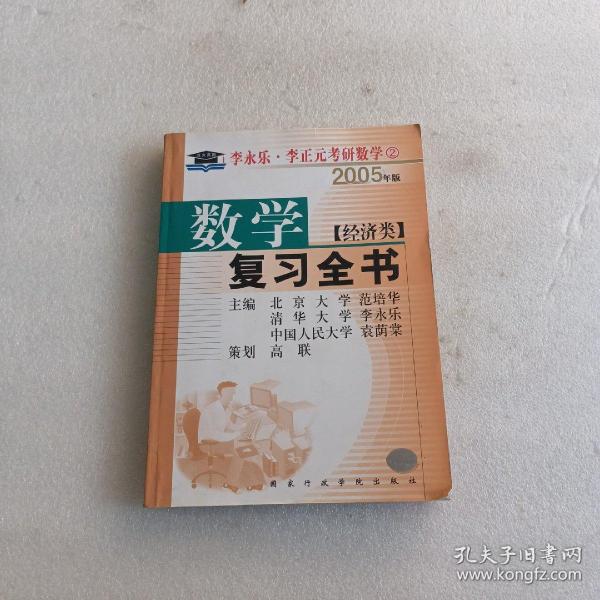 李永乐·李正元考研数学②
2005年版
数学
【经济类】
复习全书
主编 北京大学 范培华
清华大学 李永乐
中国人民大学 袁荫棠
策划 高联
国家行政学院出版社
孔夫子旧书网
www.kongfz.com